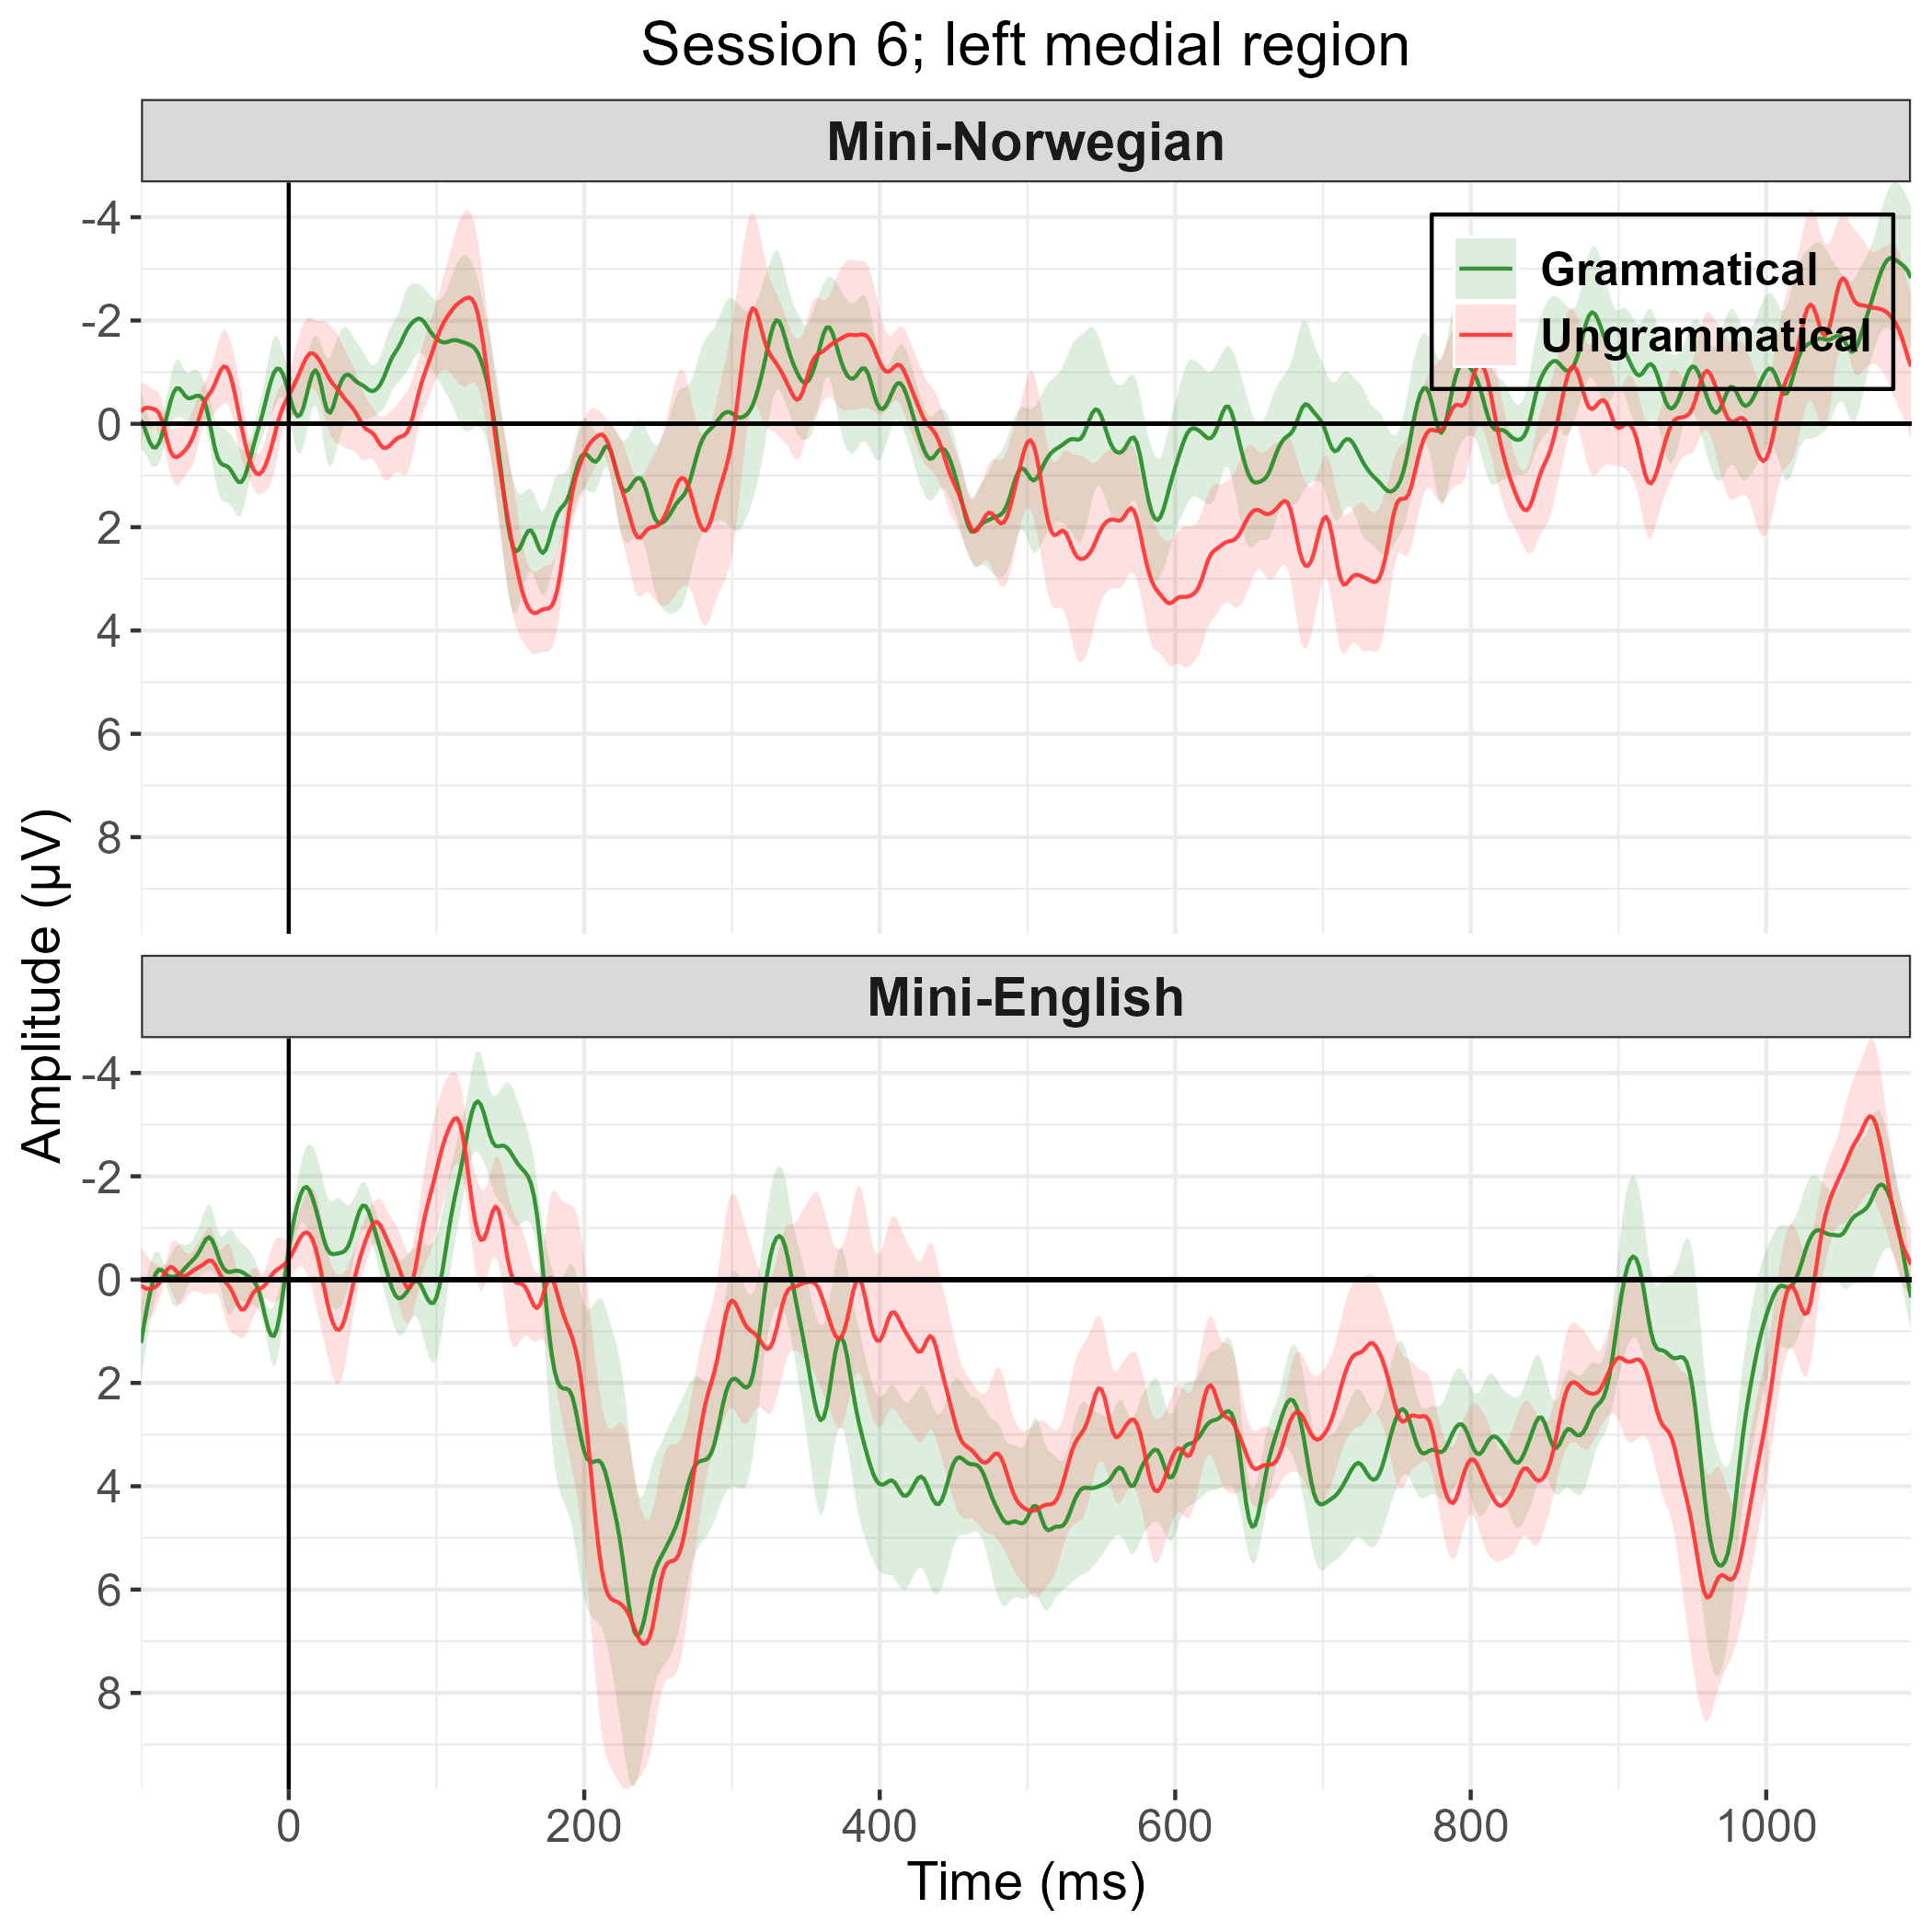 Session 6; left medial region
Mini-Norwegian
-4
-2
0
2
4
6
8
Grammatical
Ungrammatical
Amplitude (µV)
Mini-English
-4
-2
0
2
4
6
8
0 200 400 600 800 1000
Time (ms)